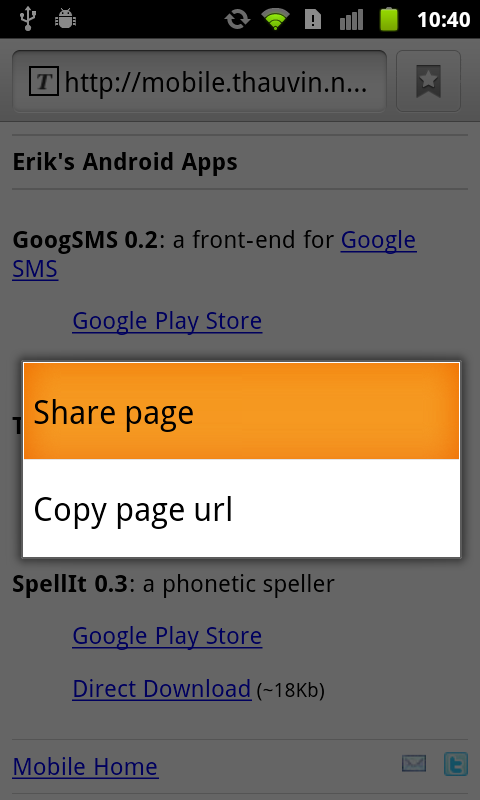 10:40
T http://mobile.thauvin.n...
Erik's Android Apps
GoogSMS 0.2: a front-end for Google
SMS
Google Play Store
T
Share page
Copy page url
SpellIt 0.3: a phonetic speller
Google Play Store
Direct Download (~18Kb)
Mobile Home